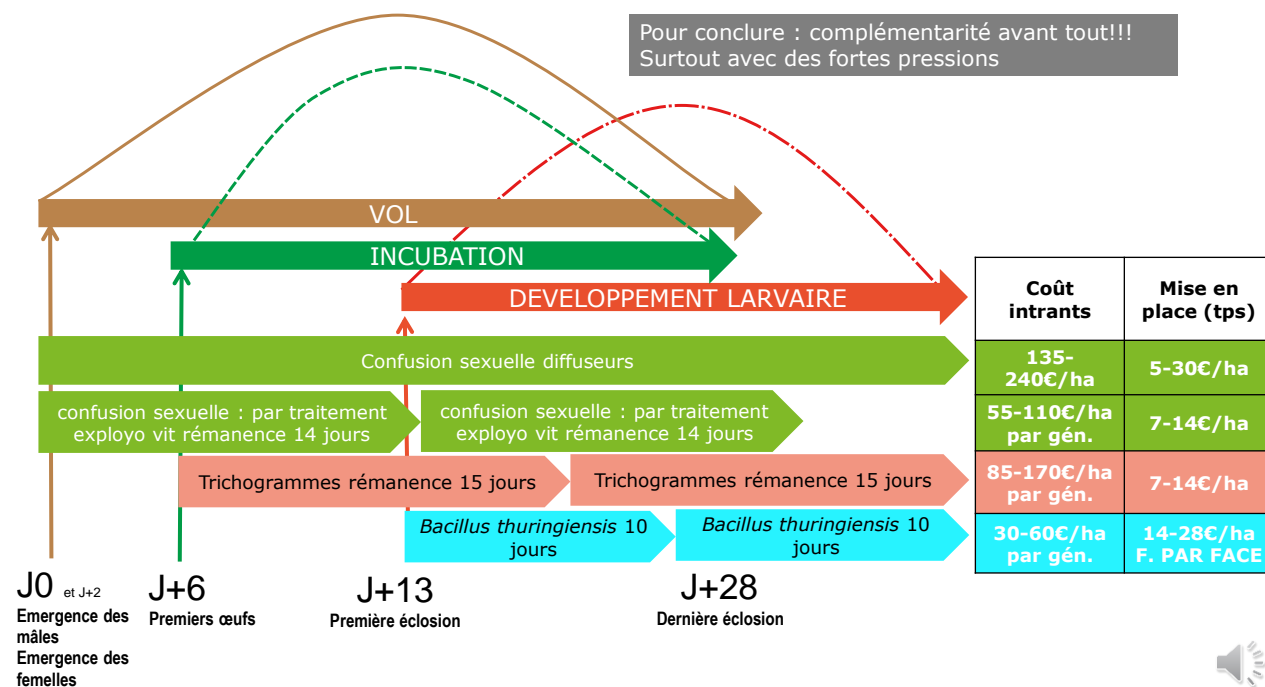 Pour conclure : complémentarité avant tout!!!
Surtout avec des fortes pressions
VOL
INCUBATION
DEVELOPPEMENT LARVAIRE
Coût
intrants
Mise en
place (tps)
Confusion sexuelle diffuseurs
135-
240€/ha
5-30€/ha
confusion sexuelle : par traitement
exployo vit rémanence 14 jours
confusion sexuelle : par traitement
exployo vit rémanence 14 jours
55-110€/ha
par gén.
7-14€/ha
Trichogrammes rémanence 15 jours
Trichogrammes rémanence 15 jours
85-170€/ha
par gén.
7-14€/ha
Bacillus thuringiensis 10
jours
Bacillus thuringiensis 10
jours
30-60€/ha
par gén.
14-28€/ha
F. PAR FACE
J0 et J+2
Emergence des
mâles
Emergence des
femelles
J+6
Premiers œufs
J+13
Première éclosion
J+28
Dernière éclosion